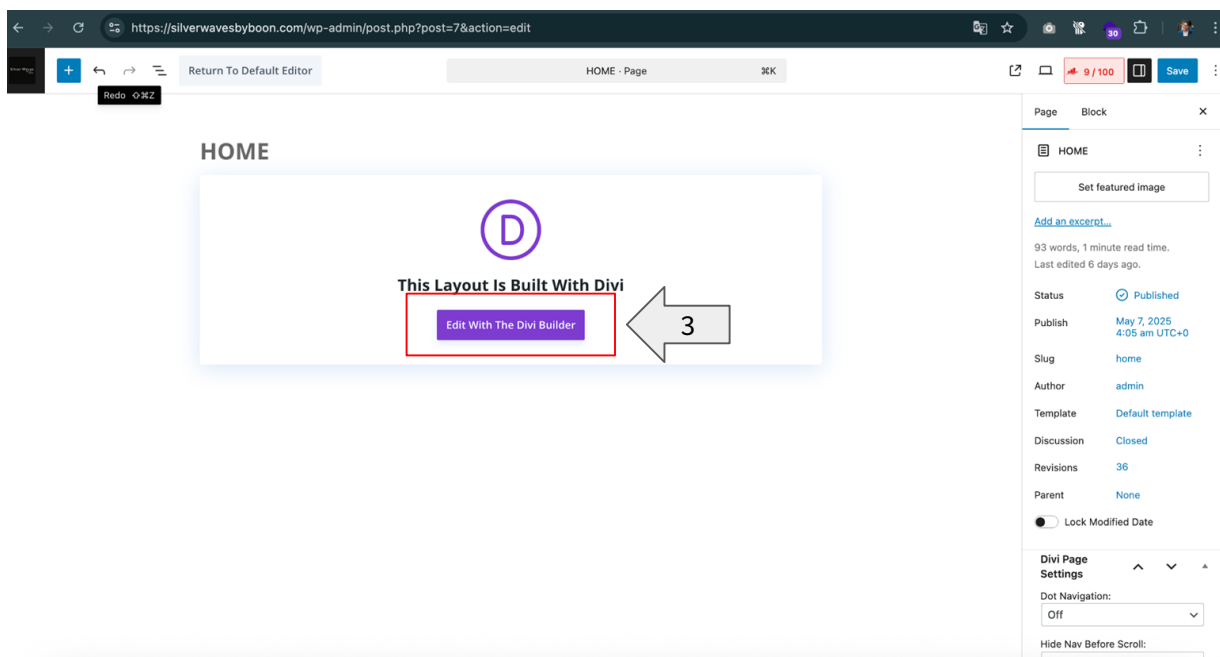 https://silverwavesbyboon.com/wp-admin/post.php?post=7&action=edit
30
Return To Default Editor
HOME · Page
⌘K
9 / 100
Save
Redo ⇧⌘Z
Page Block
HOME
HOME
Set featured image
D
Add an excerpt...
93 words, 1 minute read time.
Last edited 6 days ago.
This Layout Is Built With Divi
Status Published
Edit With The Divi Builder
3
Publish May 7, 2025
4:05 am UTC+0
Slug home
Author admin
Template Default template
Discussion Closed
Revisions 36
Parent None
Lock Modified Date
Divi Page
Settings
Dot Navigation:
Off
Hide Nav Before Scroll: